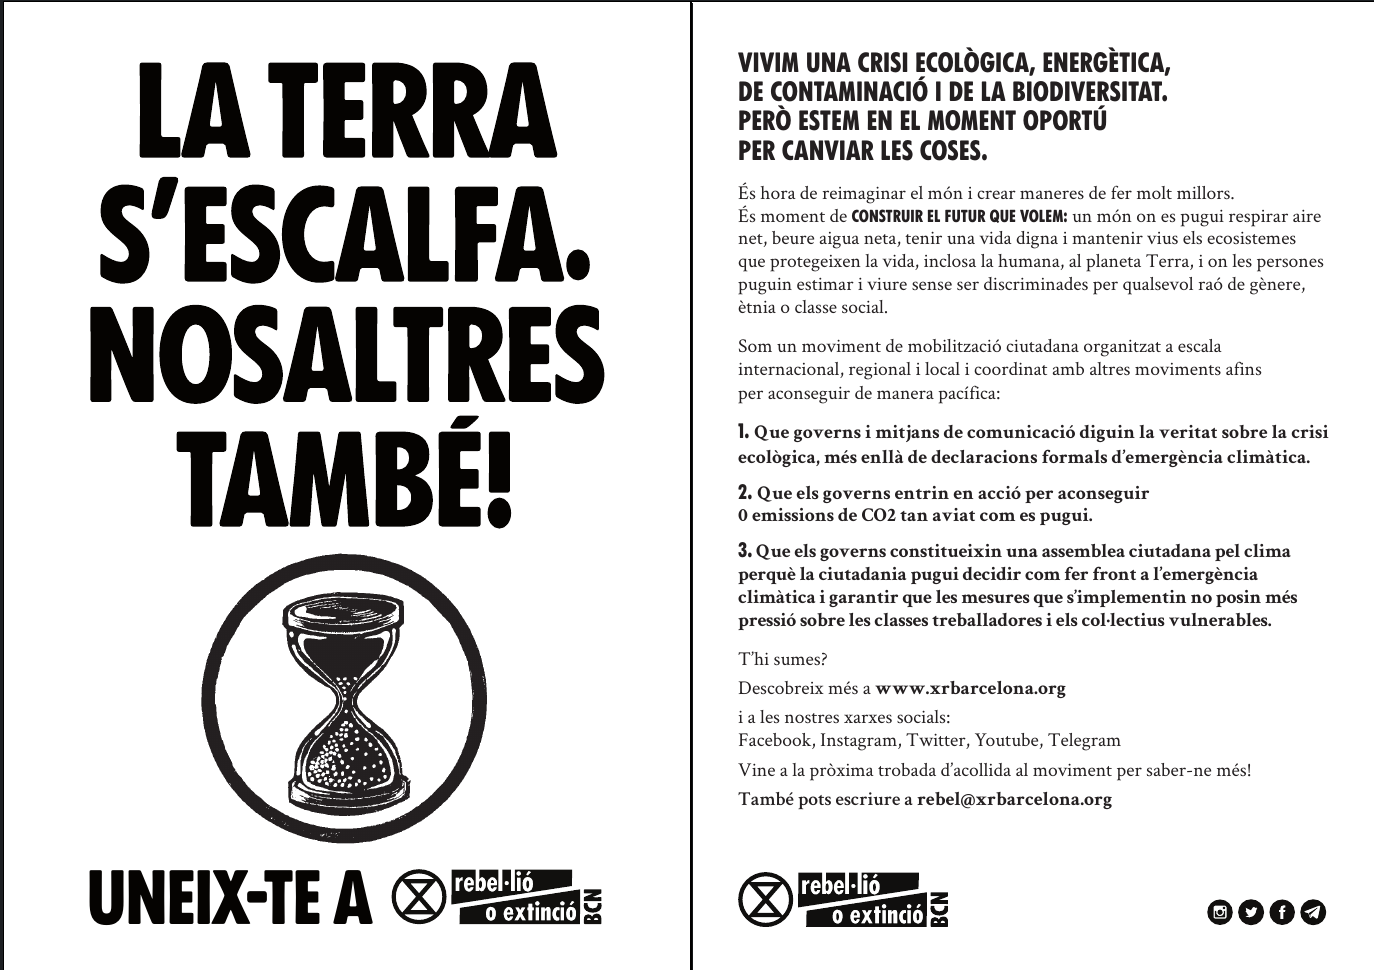 LA TERRA
S'ESCALFA.
NOSALTRES
TAMBÉ!
UNEIX-TE A
rebel·lió
o extinció
BCN
VIVIM UNA CRISI ECOLÒGICA, ENERGÈTICA,
DE CONTAMINACIÓ I DE LA BIODIVERSITAT.
PERÒ ESTEM EN EL MOMENT OPORTÚ
PER CANVIAR LES COSES.
És hora de reimaginar el món i crear maneres de fer molt millors.
És moment de CONSTRUIR EL FUTUR QUE VOLEM: un món on es pugui respirar aire
net, beure aigua neta, tenir una vida digna i mantenir vius els ecosistemes
que protegeixen la vida, inclosa la humana, al planeta Terra, i on les persones
puguin estimar i viure sense ser discriminades per qualsevol raó de gènere,
ètnia o classe social.
Som un moviment de mobilització ciutadana organitzat a escala
internacional, regional i local i coordinat amb altres moviments afins
per aconseguir de manera pacífica:
1. Que governs i mitjans de comunicació diguin la veritat sobre la crisi
ecològica, més enllà de declaracions formals d'emergència climàtica.
2. Que els governs entrin en acció per aconseguir
0 emissions de CO2 tan aviat com es pugui.
3. Que els governs constitueixin una assemblea ciutadana pel clima
perquè la ciutadania pugui decidir com fer front a l'emergència
climàtica i garantir que les mesures que s'implementin no posin més
pressió sobre les classes treballadores i els col·lectius vulnerables.
T'hi sumes?
Descobreix més a www.xrbarcelona.org
i a les nostres xarxes socials:
Facebook, Instagram, Twitter, Youtube, Telegram
Vine a la pròxima trobada d'acollida al moviment per saber-ne més!
També pots escriure a rebel@xrbarcelona.org
rebel·lió
o extinció
BCN